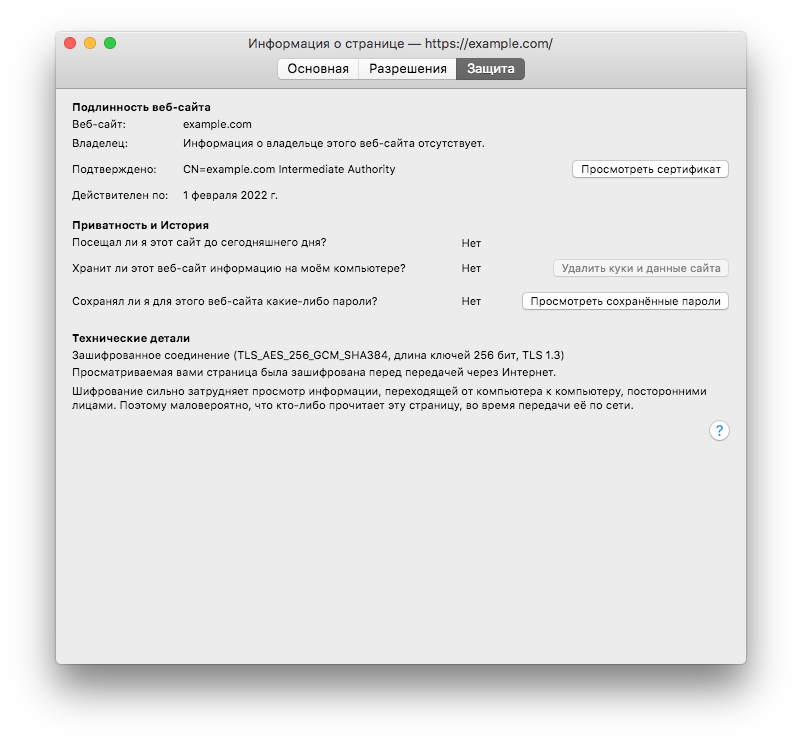 Информация о странице — https://example.com/
Основная Разрешения Защита
Подлинность веб-сайта
Веб-сайт: example.com
Владелец: Информация о владельце этого веб-сайта отсутствует.
Подтверждено: CN=example.com Intermediate Authority Просмотреть сертификат
Действителен по: 1 февраля 2022 г.
Приватность и История
Посещал ли я этот сайт до сегодняшнего дня? Нет
Хранит ли этот веб-сайт информацию на моём компьютере? Нет Удалить куки и данные сайта
Сохранял ли я для этого веб-сайта какие-либо пароли? Нет Просмотреть сохранённые пароли
Технические детали
Зашифрованное соединение (TLS_AES_256_GCM_SHA384, длина ключей 256 бит, TLS 1.3)
Просматриваемая вами страница была зашифрована перед передачей через Интернет.
Шифрование сильно затрудняет просмотр информации, переходящей от компьютера к компьютеру, посторонними
лицами. Поэтому маловероятно, что кто-либо прочитает эту страницу, во время передачи её по сети.
?